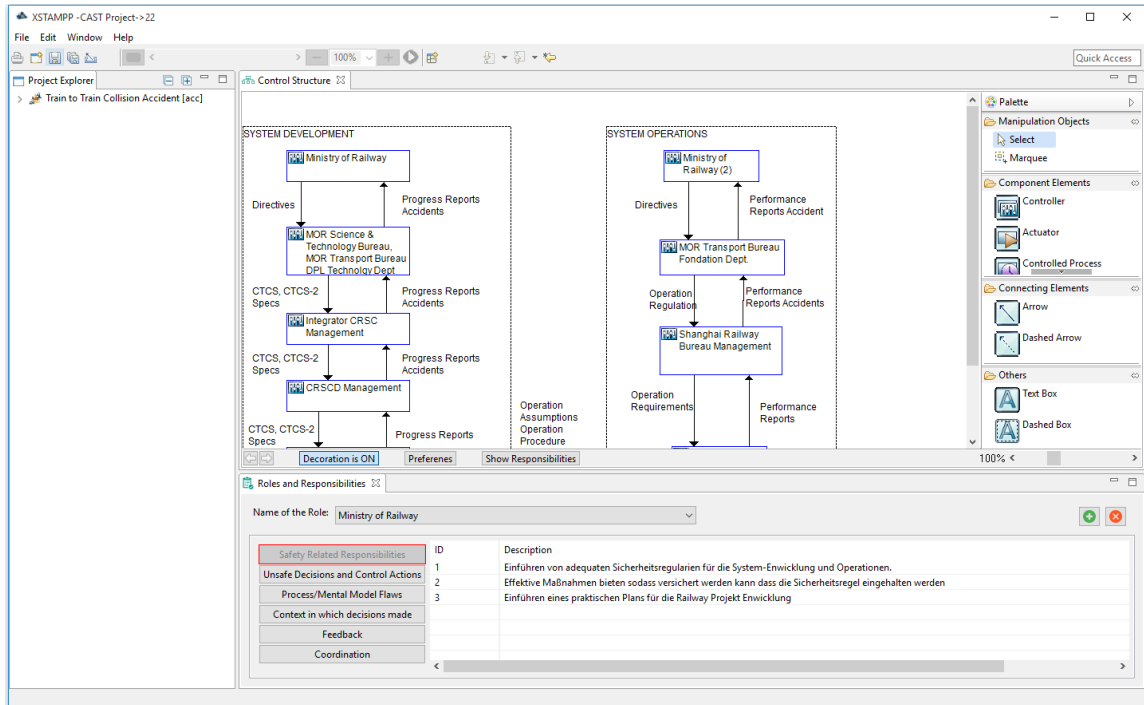 XSTAMPP -CAST Project->22
File Edit Window Help
100%
Quick Access
Project Explorer
Train to Train Collision Accident [acc]
Control Structure
SYSTEM DEVELOPMENT
Ministry of Railway
Directives
Progress Reports
Accidents
MOR Science &
Technology Bureau,
MOR Transport Bureau
DPL Technolgy Dept
CTCS, CTCS-2
Specs
Progress Reports
Accidents
Integrator CRSC
Management
CTCS, CTCS-2
Specs
Progress Reports
Accidents
CRSCD Management
CTCS, CTCS-2
Specs
Progress Reports
Operation
Assumptions
Operation
Procedure
SYSTEM OPERATIONS
Ministry of
Railway (2)
Directives
Performance
Reports Accident
MOR Transport Bureau
Fondation Dept.
Operation
Regulation
Performance
Reports Accidents
Shanghai Railway
Bureau Management
Operation
Requirements
Performance
Reports
Palette
Manipulation Objects
Select
Marquee
Component Elements
Controller
Actuator
Controlled Process
Connecting Elements
Arrow
Dashed Arrow
Others
Text Box
Dashed Box
Decoration is ON
Preferenes
Show Responsibilities
100%
Roles and Responsibilities
Name of the Role: Ministry of Railway
Safety Related Responsibilities
Unsafe Decisions and Control Actions
Process/Mental Model Flaws
Context in which decisions made
Feedback
Coordination
ID Description
1 Einführen von adequaten Sicherheitsregularien für die System-Enwicklung und Operationen.
2 Effektive Maßnahmen bieten sodass versichert werden kann dass die Sicherheitsregel eingehalten werden
3 Einführen eines praktischen Plans für die Railway Projekt Enwicklung